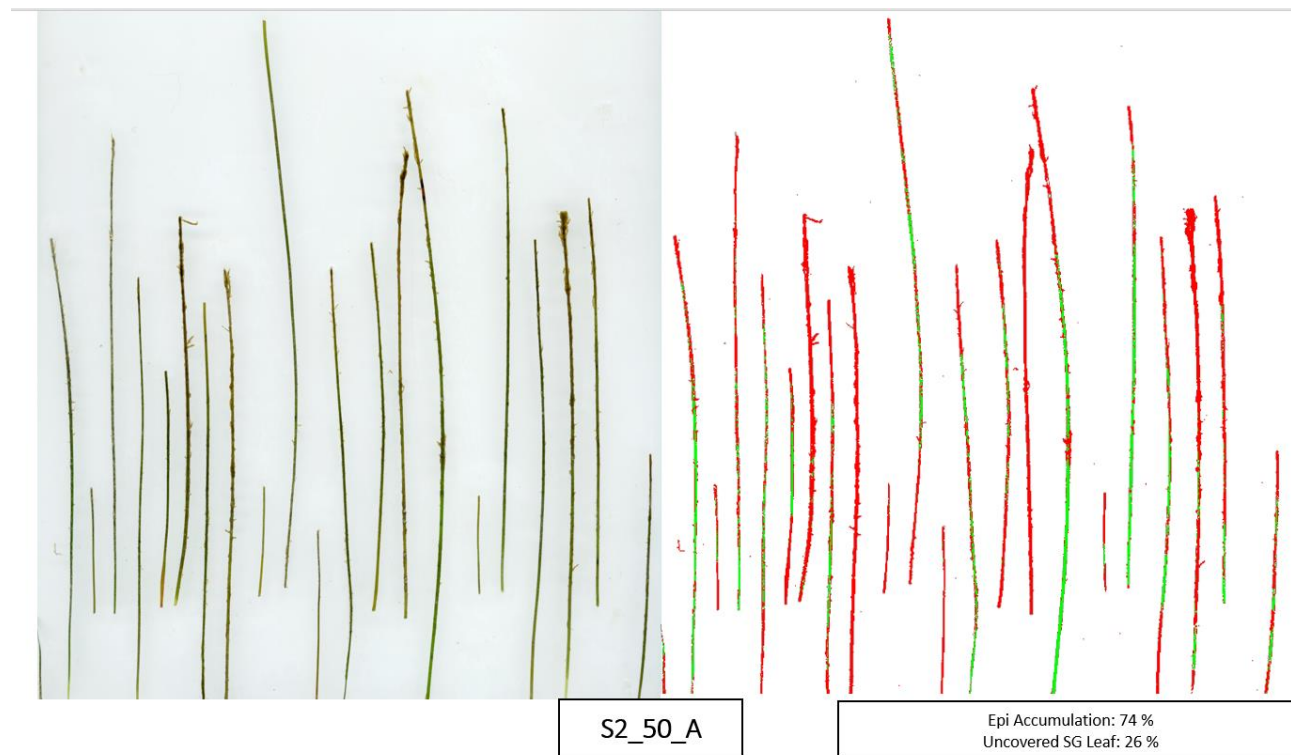 S2_50_A
Epi Accumulation: 74 %
Uncovered SG Leaf: 26 %